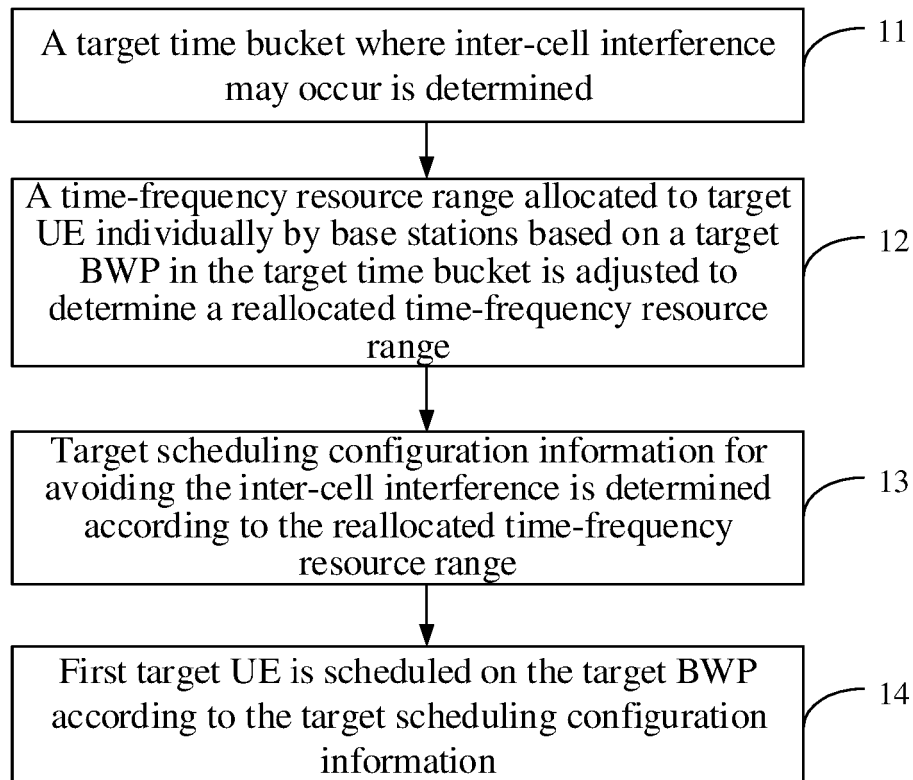 A target time bucket where inter-cell interference
may occur is determined
11
A time-frequency resource range allocated to target
UE individually by base stations based on a target
BWP in the target time bucket is adjusted to
determine a reallocated time-frequency resource
range
12
Target scheduling configuration information for
avoiding the inter-cell interference is determined
according to the reallocated time-frequency
resource range
13
First target UE is scheduled on the target BWP
according to the target scheduling configuration
information
14